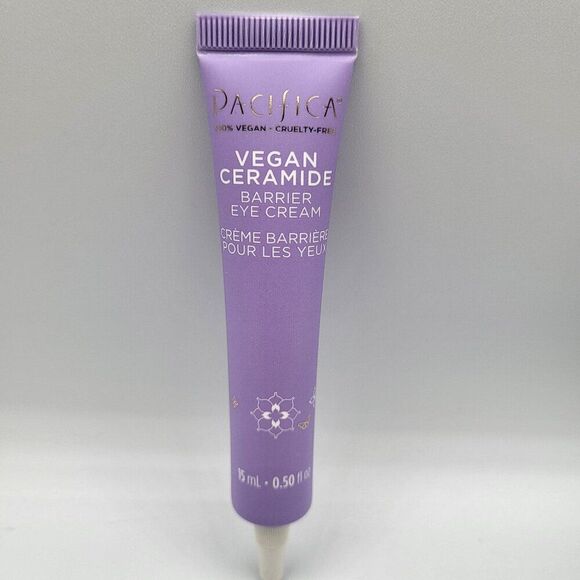 PACIFICA™
100% VEGAN • CRUELTY-FREE
VEGAN
CERAMIDE
BARRIER
EYE CREAM
CRÈME BARRIÈRE
POUR LES YEUX
15 mL • 0.50 fl oz